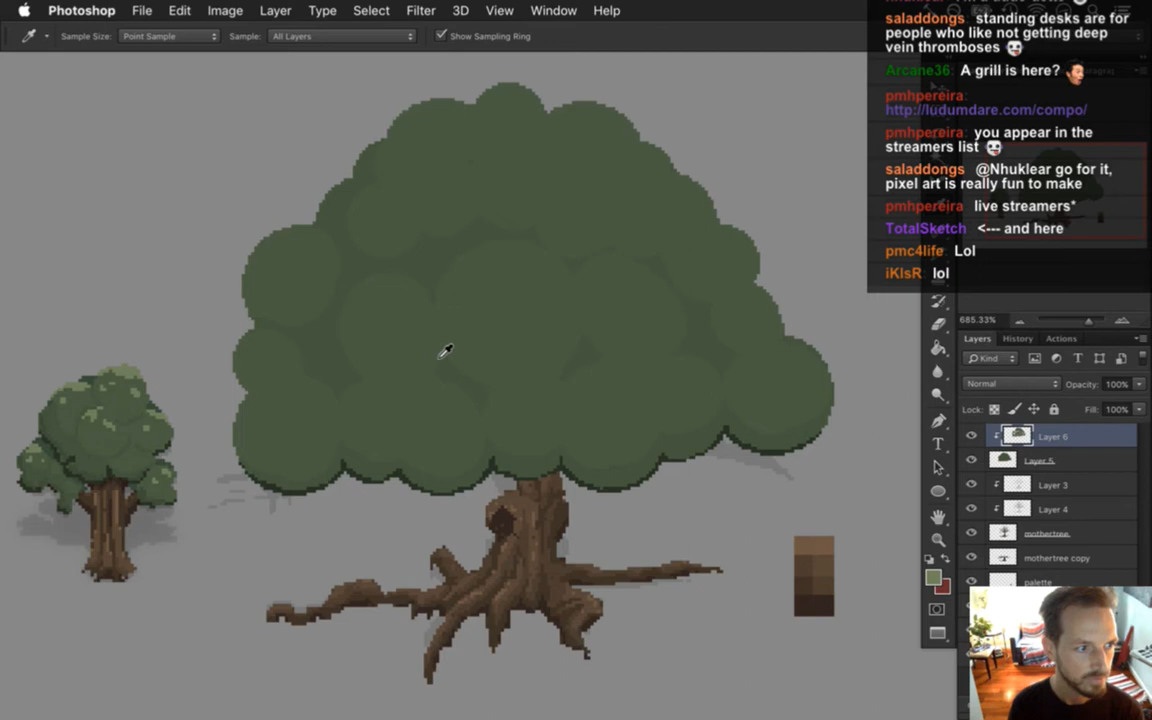 Photoshop File Edit Image Layer Type Select Filter 3D View Window Help
Sample Size: Point Sample Sample: All Layers Show Sampling Ring
saladdongs standing desks are for
people who like not getting deep
vein thromboses
Arcane36: A grill is here?
pmhpereira:
http://ludumdare.com/compo/
pmhpereira: you appear in the
streamers list
saladdongs @Nhuklear go for it,
pixel art is really fun to make
pmhpereira live streamers*
TotalSketch <--- and here
pmc4life Lol
iKlsR lol
685.33%
Layers History Actions
Kind
Normal Opacity: 100%
Lock: Fill: 100%
Layer 6
Layer 5
Layer 3
Layer 4
mothertree
mothertree copy
palette